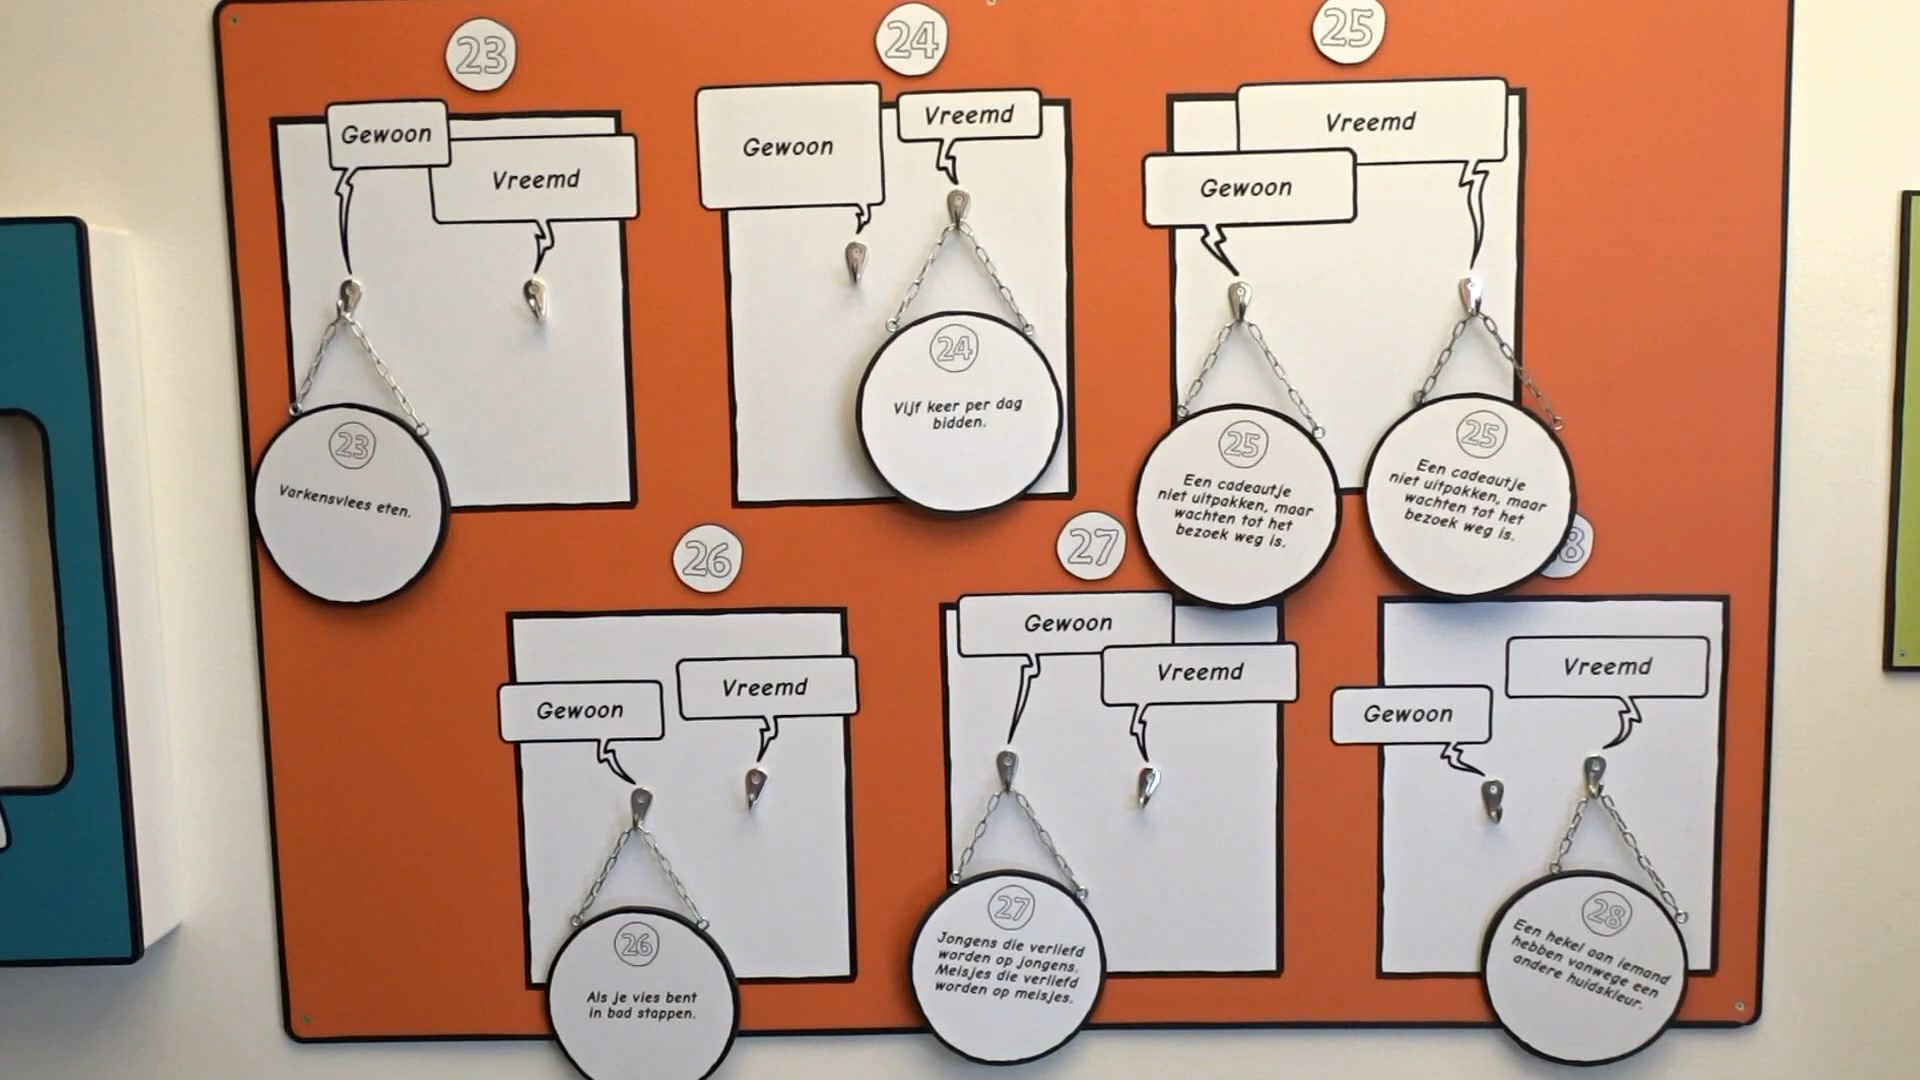 23
Gewoon
Vreemd
23
Varkensvlees eten.
24
Gewoon
Vreemd
24
Vijf keer per dag
bidden.
25
Vreemd
Gewoon
25
Een cadeautje
niet uitpakken, maar
wachten tot het
bezoek weg is.
25
Een cadeautje
niet uitpakken, maar
wachten tot het
bezoek weg is.
26
Gewoon
Vreemd
26
Als je vies bent
in bad stappen.
27
Gewoon
Vreemd
27
Jongens die verliefd
worden op jongens.
Meisjes die verliefd
worden op meisjes.
8
Vreemd
Gewoon
28
Een hekel aan iemand
hebben vanwege een
andere huidskleur.